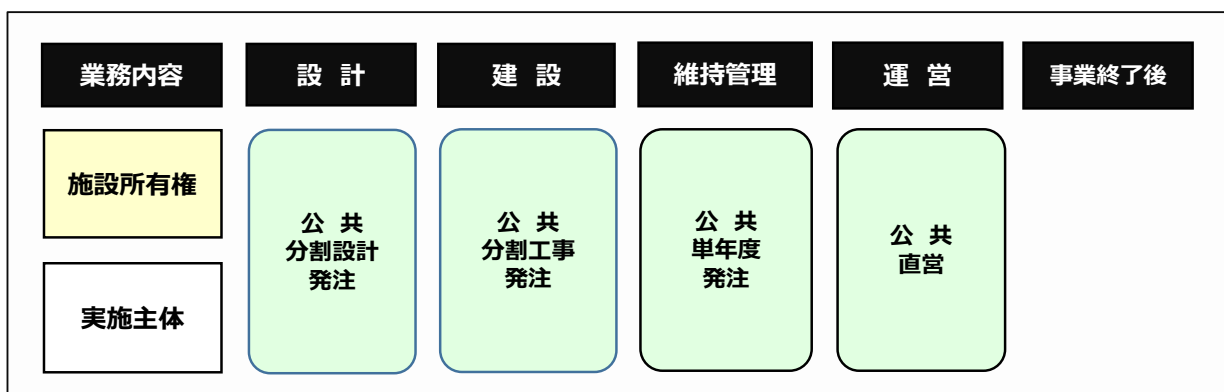 業務内容
設 計
建 設
維持管理
運 営
事業終了後
施設所有権
実施主体
公 共
分割設計
発注
公 共
分割工事
発注
公 共
単年度
発注
公 共
直営